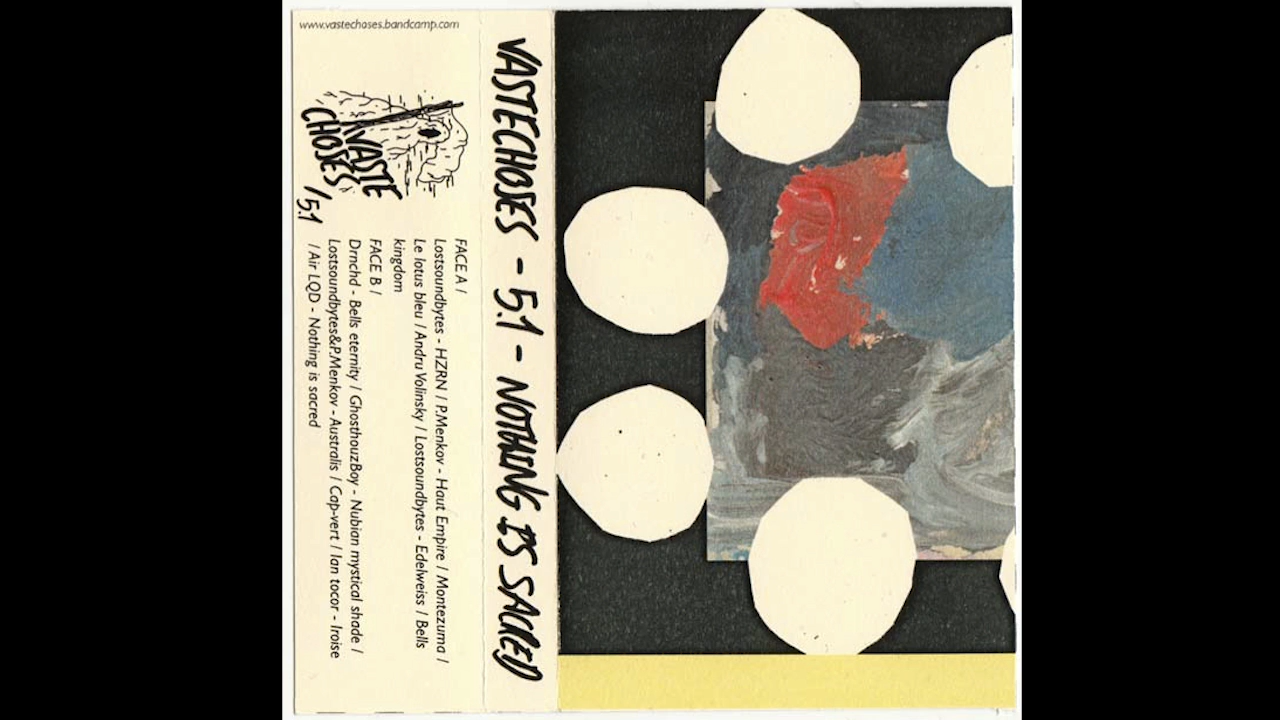 www.vastechoses.bandcamp.com
VASTE
CHOSES
/5.1
FACE A /
Lostsoundbytes - HZRN / P.Menkov - Haut Empire / Montezuma /
Le lotus bleu / Andru Volinsky / Lostsoundbytes - Edelweiss / Bells
kingdom
FACE B /
Drnchd - Bells eternity / GhosthouzBoy - Nubian mystical shade /
Lostsoundbytes&P.Menkov - Australis / Cap-vert / Ian tocor - Iroise
/ Air LQD - Nothing is sacred
VASTECHOSES - 5.1 - NOTHING IS SACRED